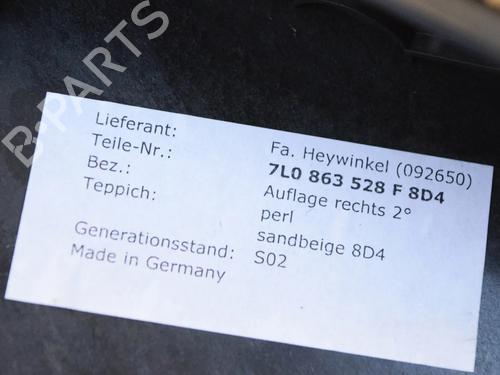 B-PARTS
Lieferant: Fa. Heywinkel (092650)
Teile-Nr.: 7L0 863 528 F 8D4
Bez.: Auflage rechts 2°
Teppich: perl
sandbeige 8D4
Generationsstand: S02
Made in Germany